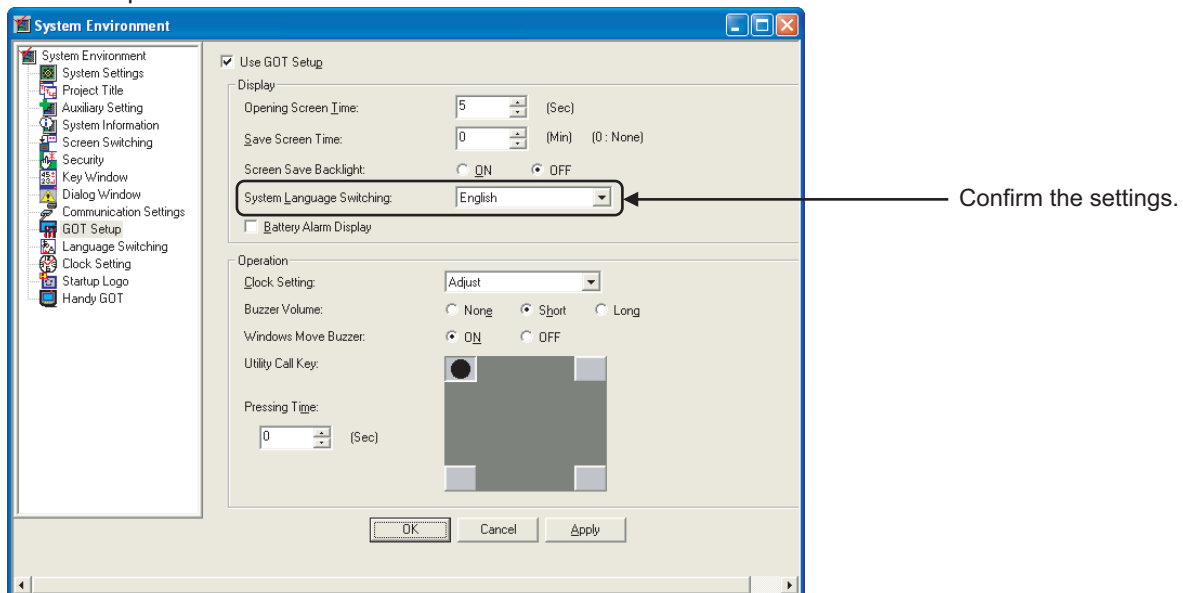 System Environment
System Environment
System Settings
Project Title
Auxiliary Setting
System Information
Screen Switching
Security
Key Window
Dialog Window
Communication Settings
GOT Setup
Language Switching
Clock Setting
Startup Logo
Handy GOT
Use GOT Setup
Display
Opening Screen Time: 5 (Sec)
Save Screen Time: 0 (Min) (0 : None)
Screen Save Backlight: ON OFF
System Language Switching: English
Battery Alarm Display
Operation
Clock Setting: Adjust
Buzzer Volume: None Short Long
Windows Move Buzzer: ON OFF
Utility Call Key:
Pressing Time:
0 (Sec)
OK Cancel Apply
Confirm the settings.